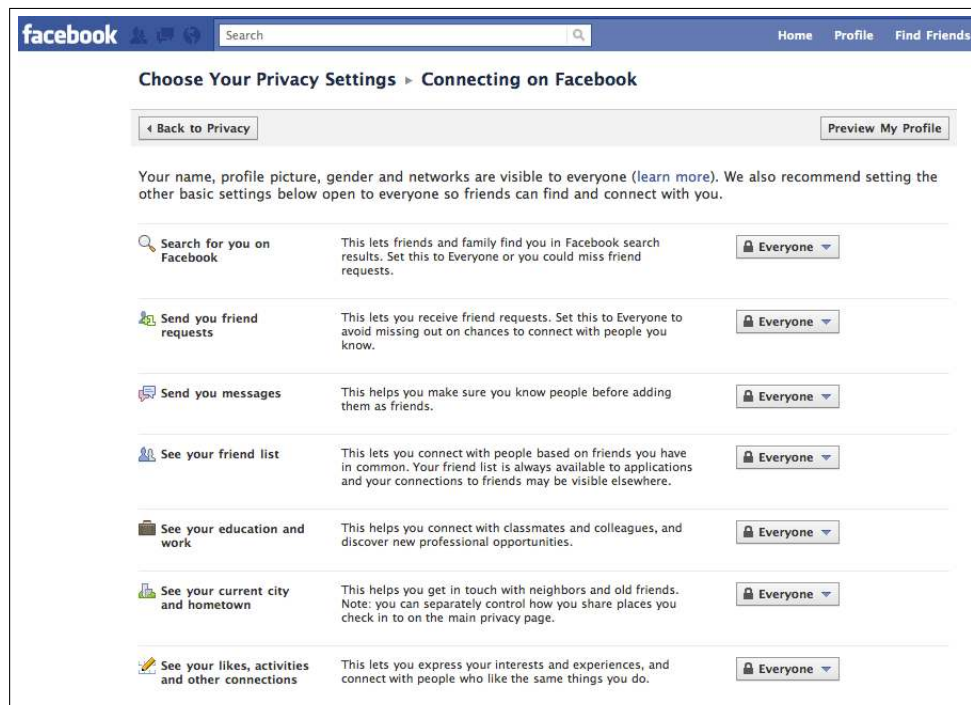 facebook Search Home Profile Find Friends
Choose Your Privacy Settings ▸ Connecting on Facebook
Back to Privacy Preview My Profile
Your name, profile picture, gender and networks are visible to everyone (learn more). We also recommend setting the
other basic settings below open to everyone so friends can find and connect with you.
Search for you on
Facebook
This lets friends and family find you in Facebook search
results. Set this to Everyone or you could miss friend
requests.
Everyone
Send you friend
requests
This lets you receive friend requests. Set this to Everyone to
avoid missing out on chances to connect with people you
know.
Everyone
Send you messages
This helps you make sure you know people before adding
them as friends.
Everyone
See your friend list
This lets you connect with people based on friends you have
in common. Your friend list is always available to applications
and your connections to friends may be visible elsewhere.
Everyone
See your education and
work
This helps you connect with classmates and colleagues, and
discover new professional opportunities.
Everyone
See your current city
and hometown
This helps you get in touch with neighbors and old friends.
Note: you can separately control how you share places you
check in to on the main privacy page.
Everyone
See your likes, activities
and other connections
This lets you express your interests and experiences, and
connect with people who like the same things you do.
Everyone